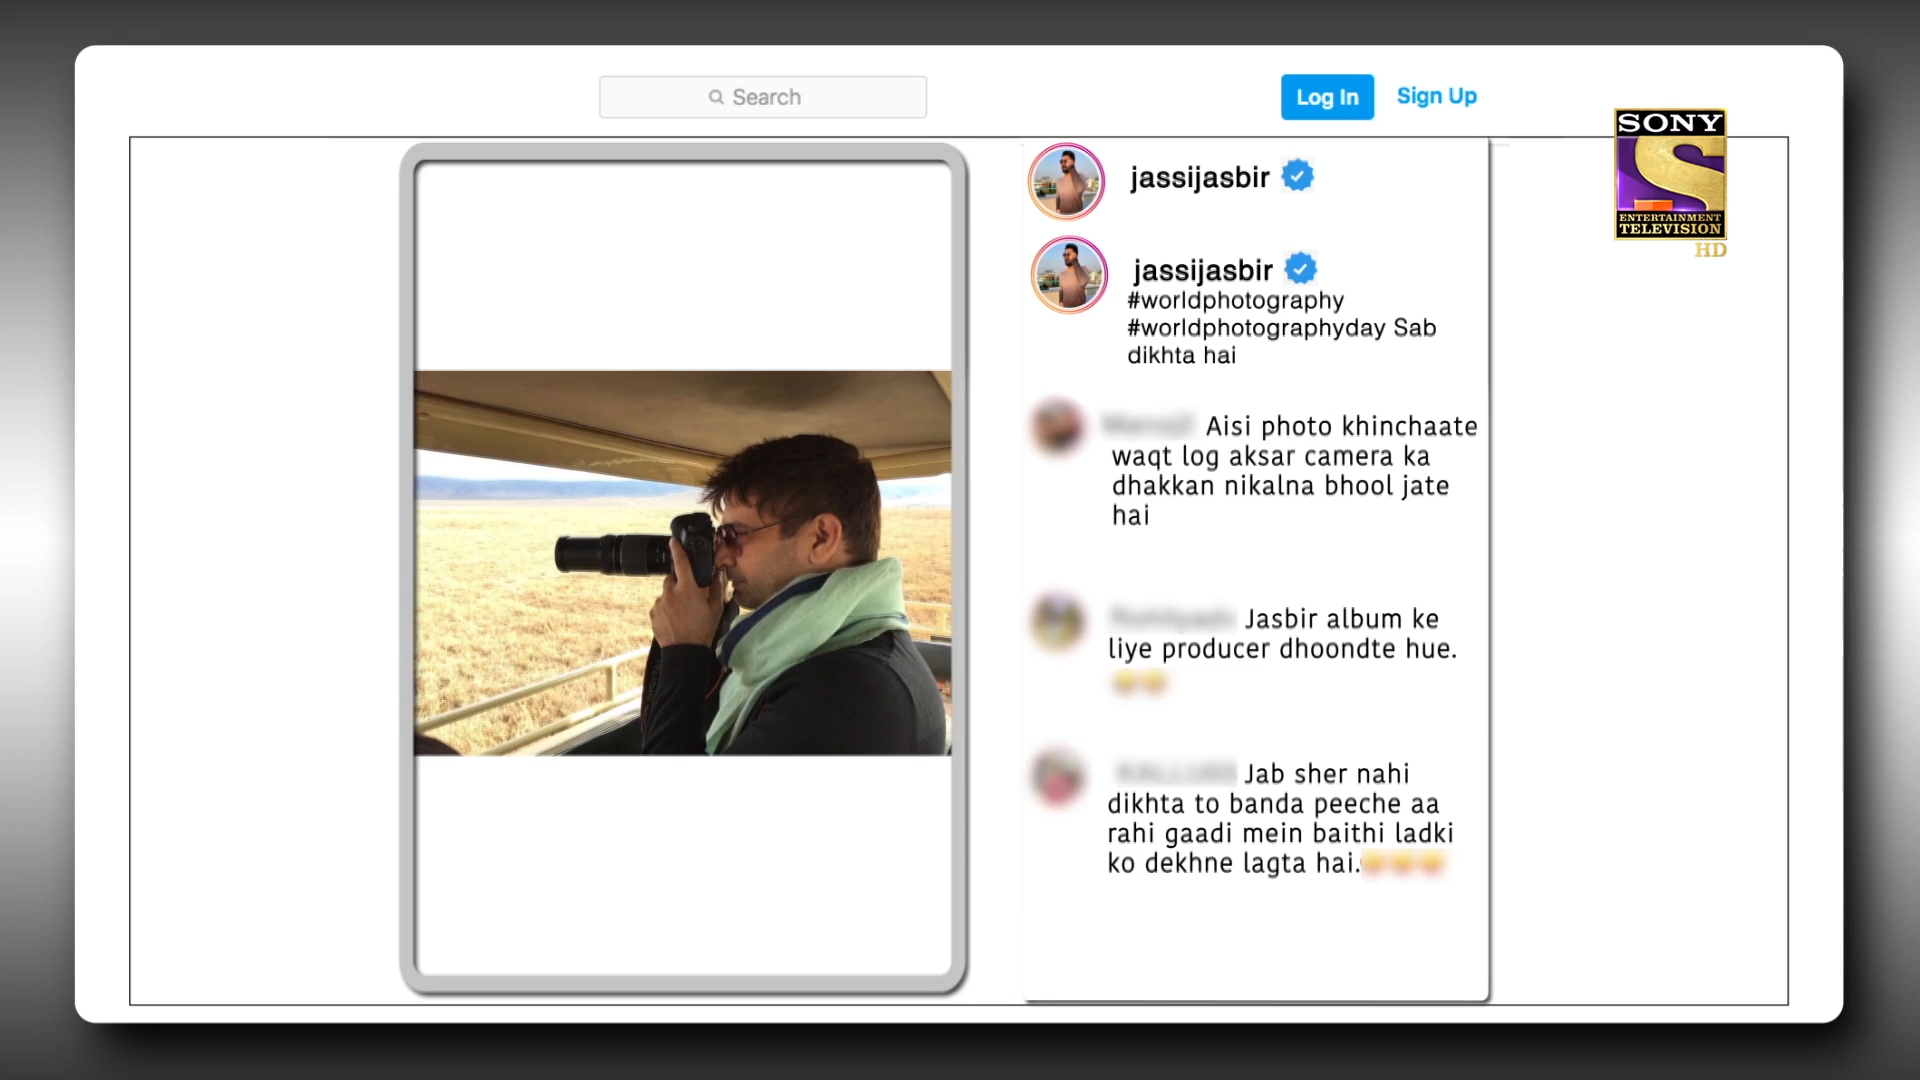 Search
Log In
Sign Up
SONY
ENTERTAINMENT
TELEVISION
HD
jassijasbir
jassijasbir
#worldphotography
#worldphotographyday Sab
dikhta hai
Aisi photo khinchaate
waqt log aksar camera ka
dhakkan nikalna bhool jate
hai
Jasbir album ke
liye producer dhoondte hue.
Jab sher nahi
dikhta to banda peeche aa
rahi gaadi mein baithi ladki
ko dekhne lagta hai.